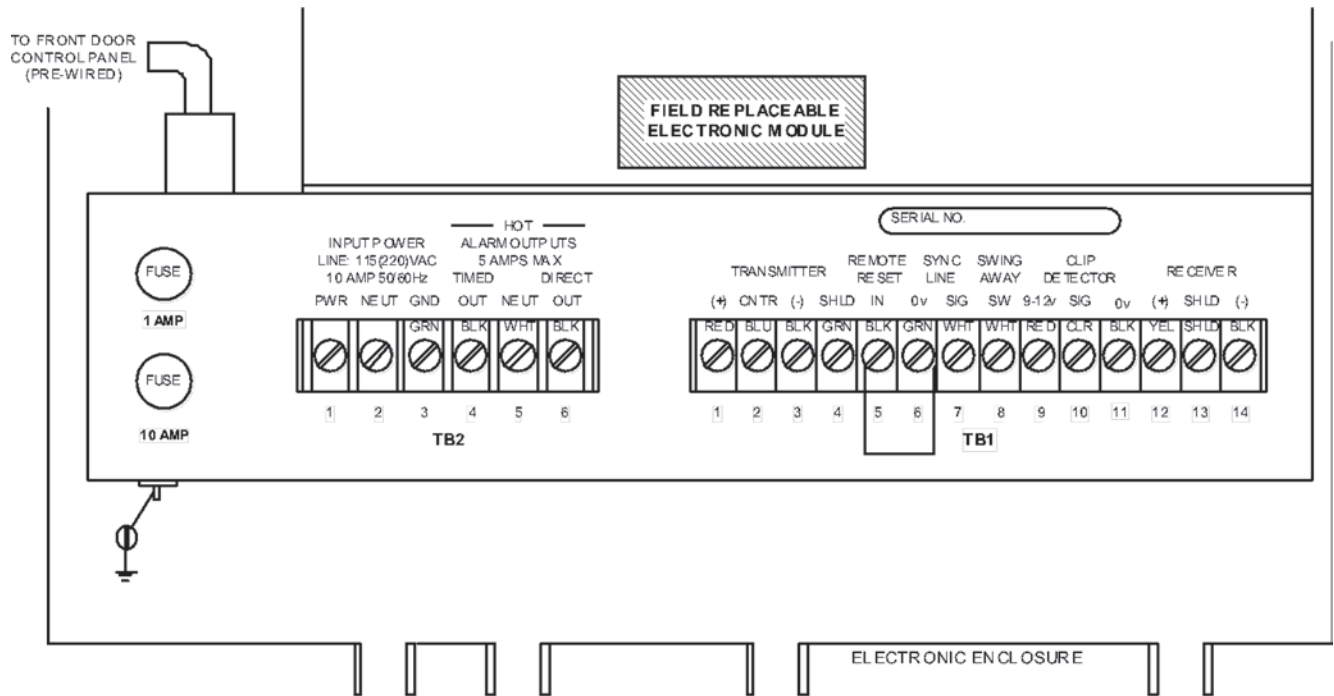 TO FRONT DOOR
CONTROL PANEL
(PRE-WIRED)
FIELD REPLACEABLE
ELECTRONIC MODULE
SERIAL NO.
HOT
INPUT POWER
LINE: 115(220)VAC
10 AMP 50/60Hz
ALARM OUTPUTS
5 AMPS MAX
TIMED DIRECT
PWR NEUT GND OUT NEUT OUT
GRN BLK WHT BLK
1 2 3 4 5 6
TB2
FUSE
1 AMP
FUSE
10 AMP
TRANSMITTER
REMOTE
RESET
SYNC
LINE
SWING
AWAY
CLIP
DETECTOR
RECEIVER
(+) CNTR (-) SHLD IN 0v SIG SW 9-12v SIG 0v (+) SHLD (-)
RED BLU BLK GRN BLK GRN WHT WHT RED CLR BLK YEL SHLD BLK
1 2 3 4 5 6 7 8 9 10 11 12 13 14
TB1
ELECTRONIC ENCLOSURE